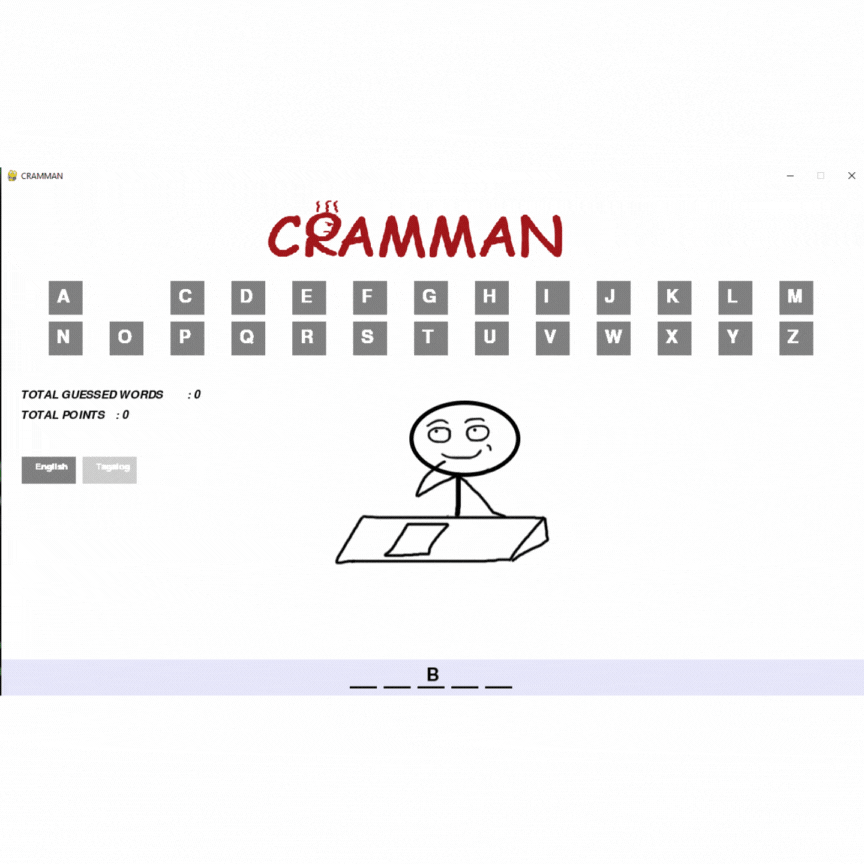 CRAMMAN
CRAMMAN
A C D E F G H I J K L M
N O P Q R S T U V W X Y Z
TOTAL GUESSED WORDS : 0
TOTAL POINTS : 0
English Tagalog
B